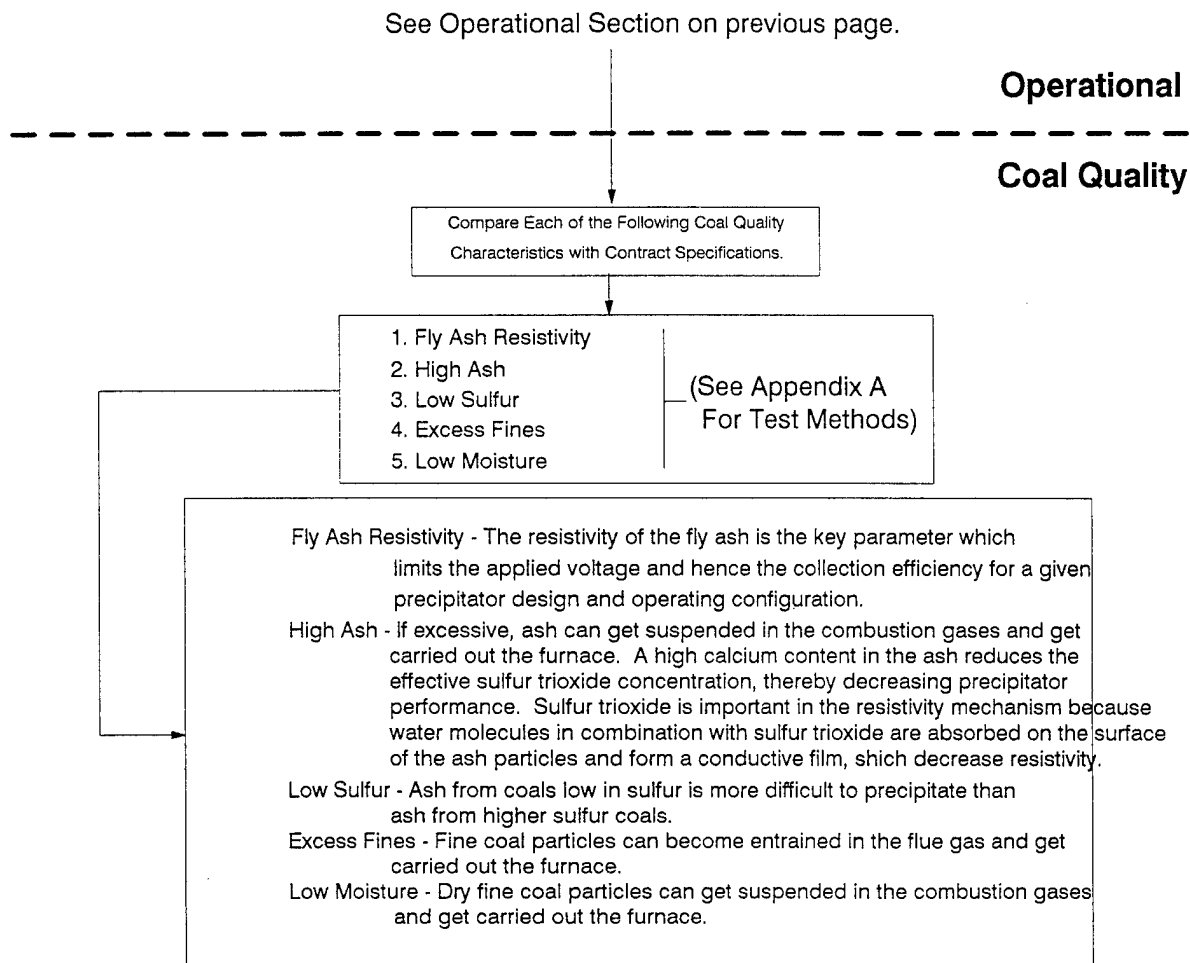 See Operational Section on previous page.
Operational
Coal Quality
Compare Each of the Following Coal Quality
Characteristics with Contract Specifications.
1. Fly Ash Resistivity
2. High Ash
3. Low Sulfur
4. Excess Fines
5. Low Moisture
(See Appendix A
For Test Methods)
Fly Ash Resistivity - The resistivity of the fly ash is the key parameter which
limits the applied voltage and hence the collection efficiency for a given
precipitator design and operating configuration.
High Ash - If excessive, ash can get suspended in the combustion gases and get
carried out the furnace. A high calcium content in the ash reduces the
effective sulfur trioxide concentration, thereby decreasing precipitator
performance. Sulfur trioxide is important in the resistivity mechanism because
water molecules in combination with sulfur trioxide are absorbed on the surface
of the ash particles and form a conductive film, shich decrease resistivity.
Low Sulfur - Ash from coals low in sulfur is more difficult to precipitate than
ash from higher sulfur coals.
Excess Fines - Fine coal particles can become entrained in the flue gas and get
carried out the furnace.
Low Moisture - Dry fine coal particles can get suspended in the combustion gases
and get carried out the furnace.